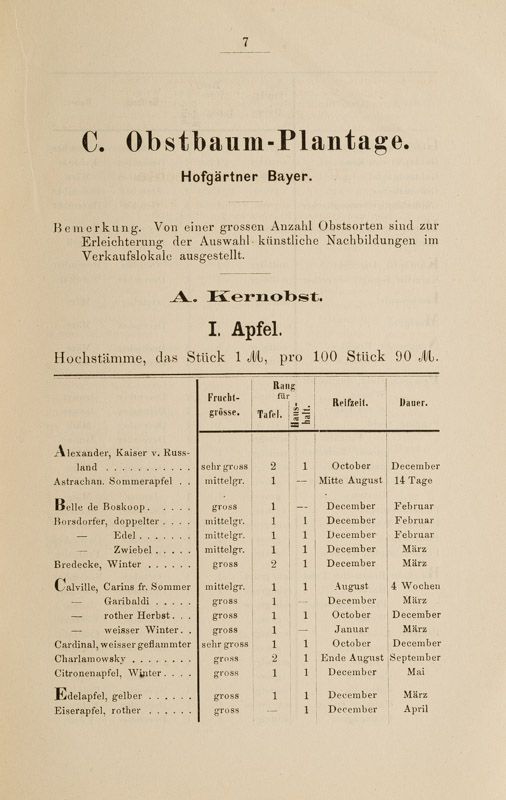 7
C. Obstbaum-Plantage.
Hofgärtner Bayer.
Bemerkung. Von einer grossen Anzahl Obstsorten sind zur
Erleichterung der Auswahl künstliche Nachbildungen im
Verkaufslokale ausgestellt.
A. Kernobst.
I. Apfel.
Hochstämme, das Stück 1 ℳ, pro 100 Stück 90 ℳ.
Frucht-
grösse.
Rang
für
Tafel.
Haus-
halt.
Reifzeit.
Dauer.
Alexander, Kaiser v. Russ-
land . . . . . . . . . . . sehr gross 2 1 October December
Astrachan. Sommerapfel . . mittelgr. 1 — Mitte August 14 Tage
Belle de Boskoop . . . . . gross 1 — December Februar
Borsdorfer, doppelter . . . . mittelgr. 1 1 December Februar
— Edel . . . . . . . mittelgr. 1 1 December Februar
— Zwiebel . . . . . mittelgr. 1 1 December März
Bredecke, Winter . . . . . . gross 2 1 December März
Calville, Carins fr. Sommer mittelgr. 1 1 August 4 Wochen
— Garibaldi . . . . . gross 1 — December März
— rother Herbst . . . gross 1 1 October December
— weisser Winter . . gross 1 — Januar März
Cardinal, weisser geflammter sehr gross 1 1 October December
Charlamowsky . . . . . . . . gross 2 1 Ende August September
Citronenapfel, Winter . . . . gross 1 1 December Mai
Edelapfel, gelber . . . . . . gross 1 1 December März
Eiserapfel, rother . . . . . . gross — 1 December April